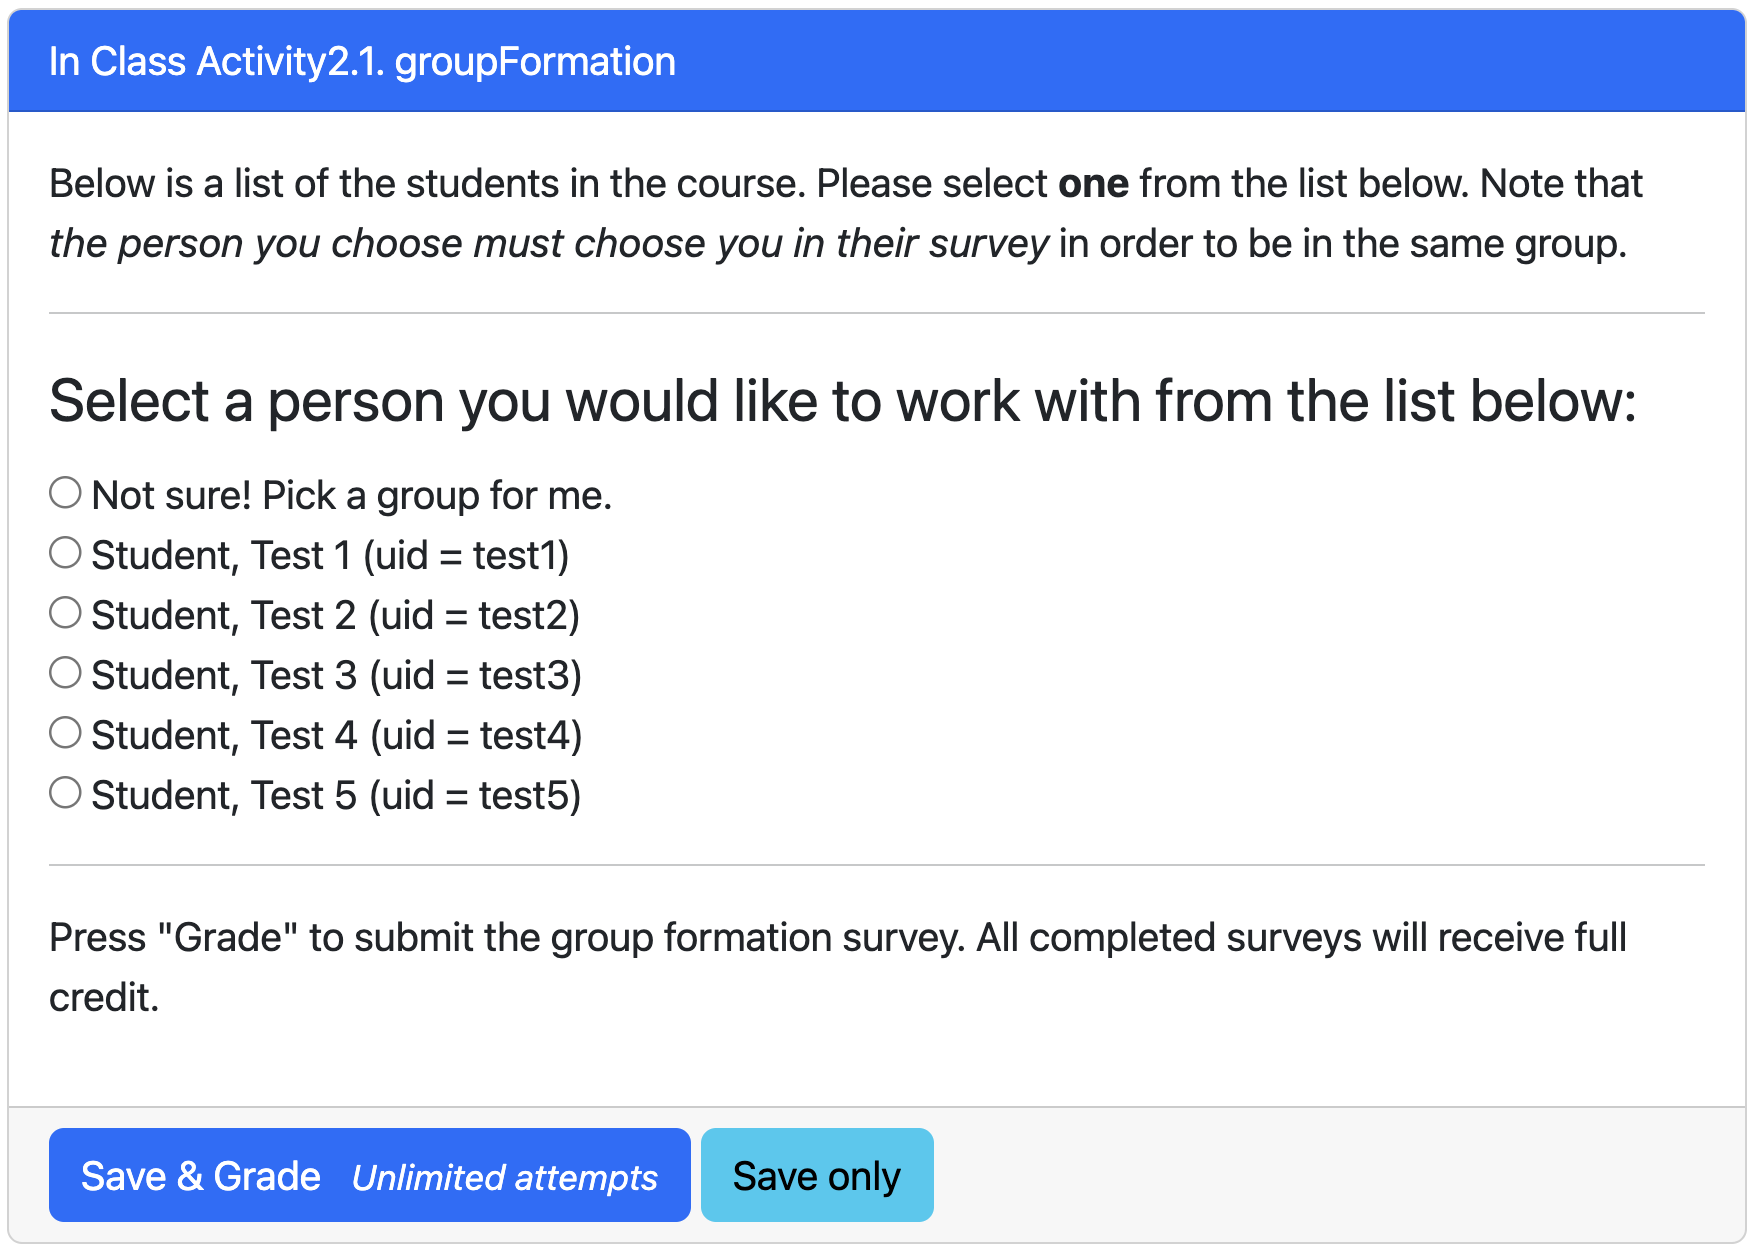 In Class Activity2.1. groupFormation
Below is a list of the students in the course. Please select one from the list below. Note that
the person you choose must choose you in their survey in order to be in the same group.
Select a person you would like to work with from the list below:
Not sure! Pick a group for me.
Student, Test 1 (uid = test1)
Student, Test 2 (uid = test2)
Student, Test 3 (uid = test3)
Student, Test 4 (uid = test4)
Student, Test 5 (uid = test5)
Press "Grade" to submit the group formation survey. All completed surveys will receive full
credit.
Save & Grade Unlimited attempts Save only